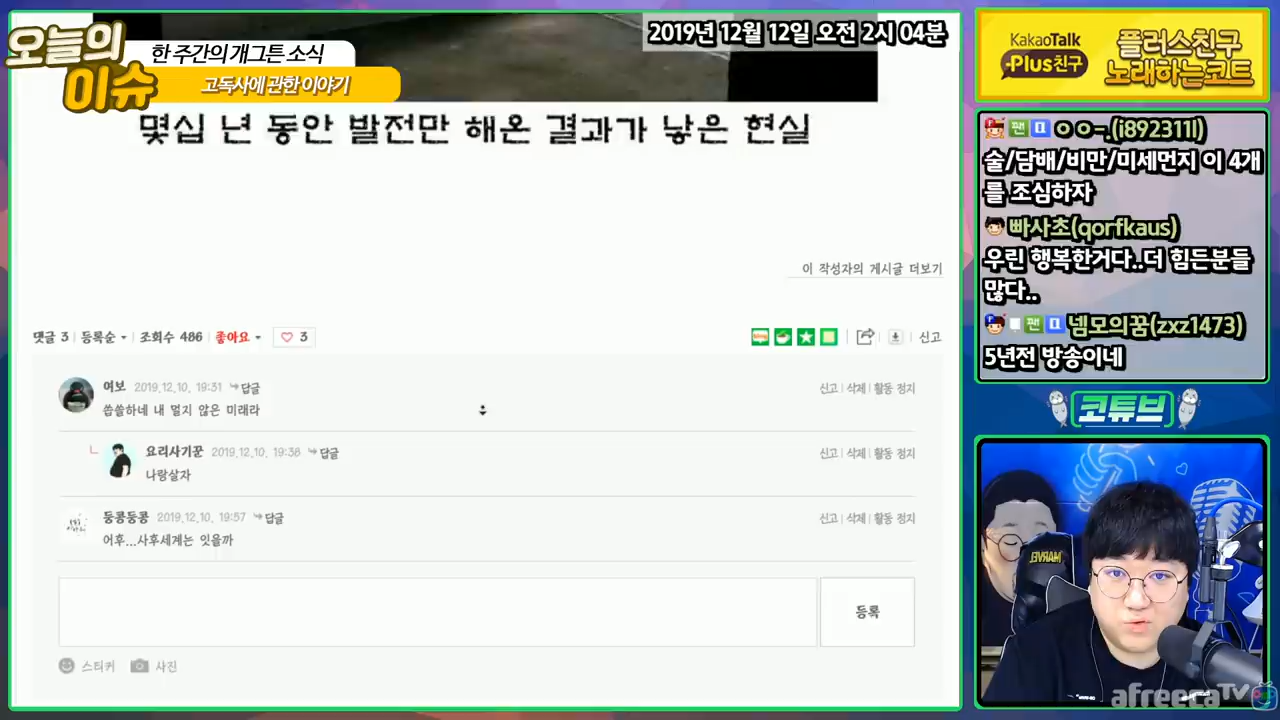 오늘의
이슈
한 주간의 개그튼 소식
고독사에 관한 이야기
2019년 12월 12일 오전 2시 04분
몇십 년 동안 발전만 해온 결과가 낳은 현실
이 작성자의 게시글 더보기
댓글 3 등록순 조회수 486 좋아요 3
신고
여보 2019.12.10. 19:31 답글
신고 삭제 활동 정지
씁쓸하네 내 멀지 않은 미래라
요리사기꾼 2019.12.10. 19:36 답글
신고 삭제 활동 정지
나랑살자
둥콩둥콩 2019.12.10. 19:57 답글
신고 삭제 활동 정지
어후...사후세계는 잇을까
등록
스티커 사진
KakaoTalk
Plus친구
플러스친구
노래하는코트
팬 ㅇㅇ-,(i892311l)
술/담배/비만/미세먼지 이 4개
를 조심하자
빠사초(qorfkaus)
우린 행복한거다..더 힘든분들
많다..
팬 넴모의꿈(zxz1473)
5년전 방송이네
코튜브
MARVEL
afreecaTV